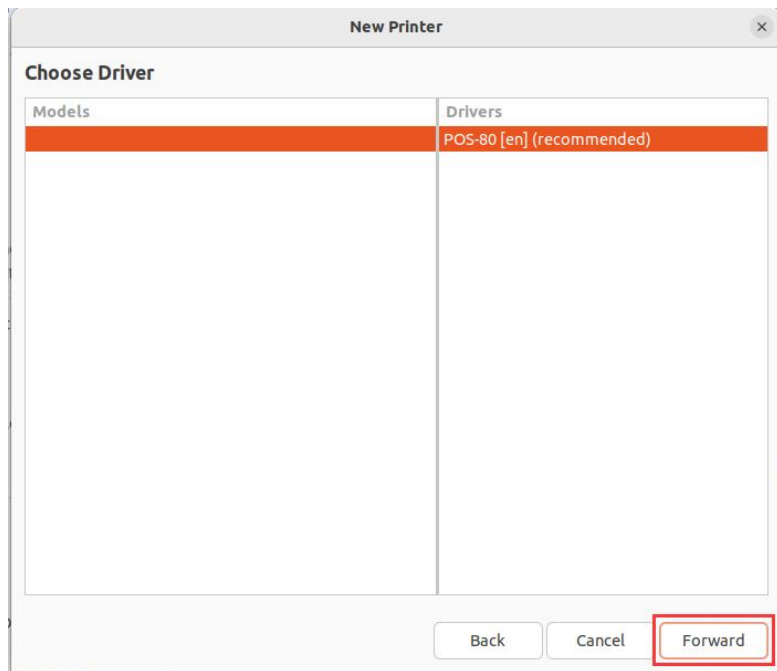 New Printer
Choose Driver
Models
Drivers
POS-80 [en] (recommended)
Back
Cancel
Forward